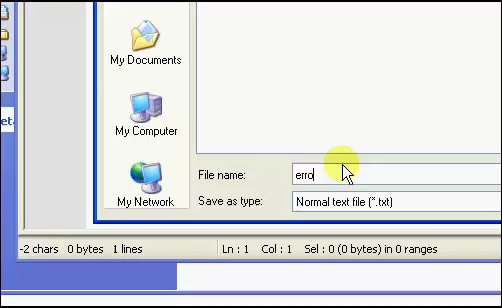 My Documents
My Computer
My Network
File name: erro
Save as type: Normal text file (*.txt)
-2 chars 0 bytes 1 lines Ln : 1 Col : 1 Sel : 0 (0 bytes) in 0 ranges